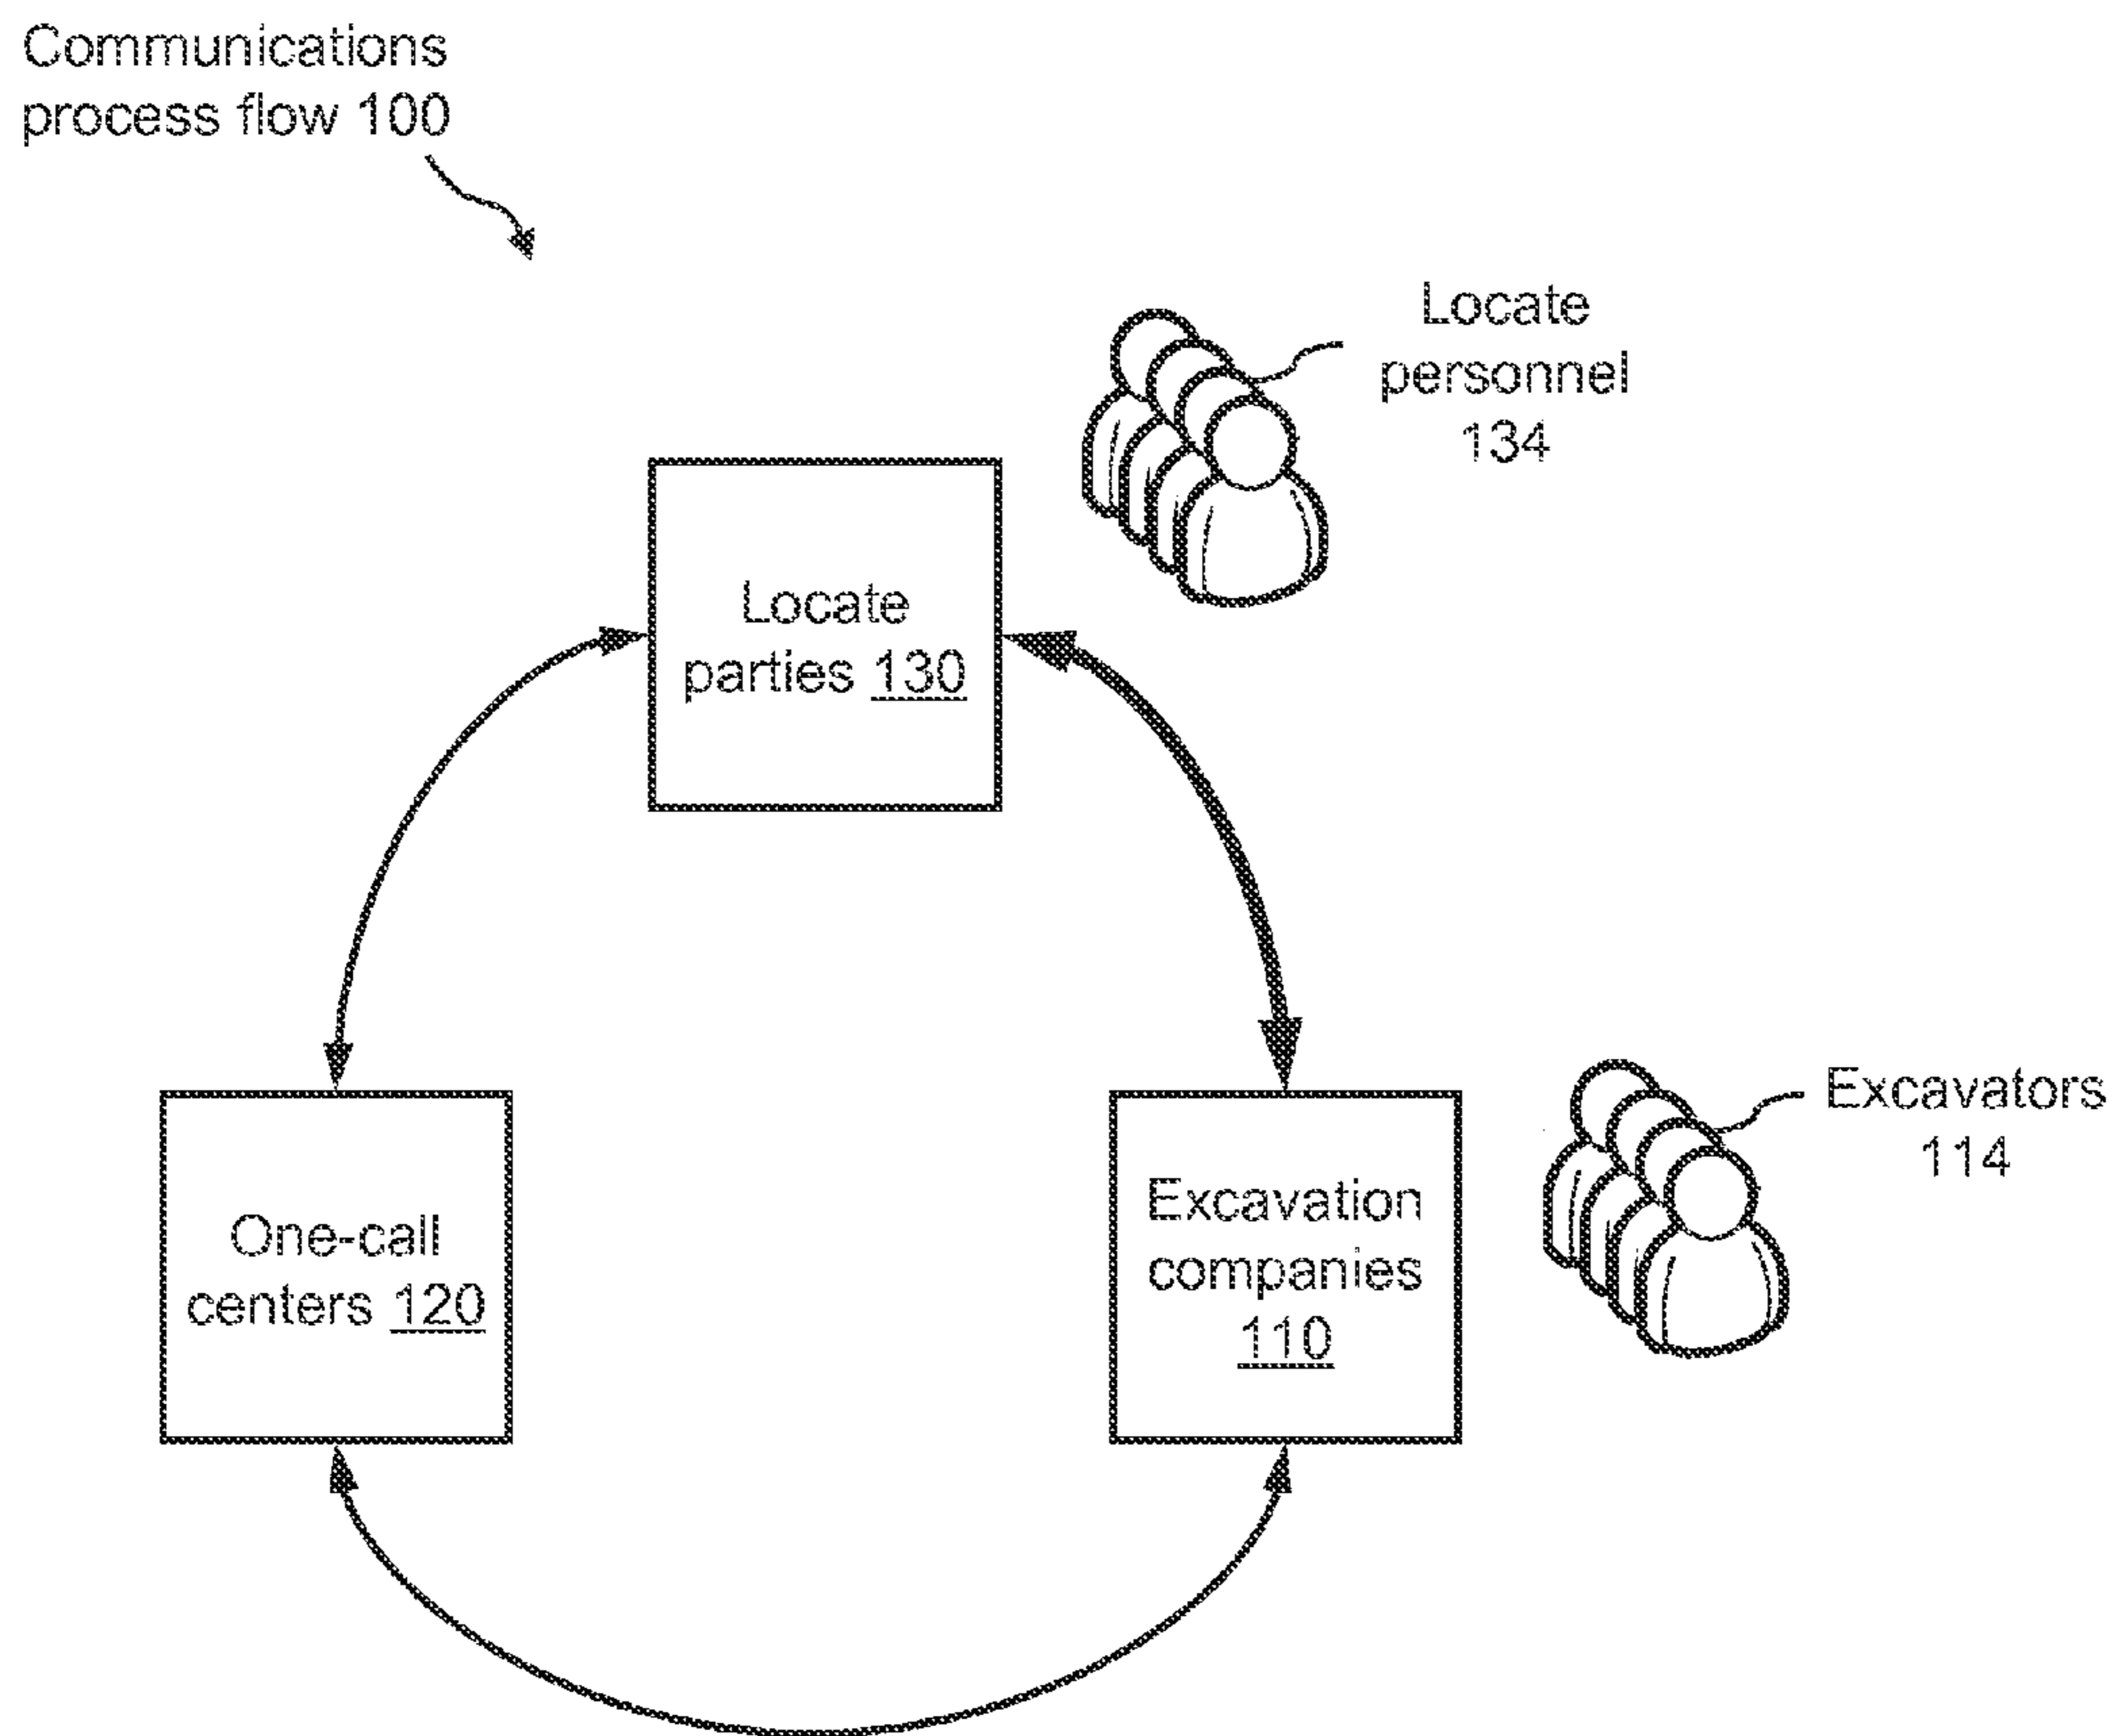 Communications
process flow 100
Locate
personnel
134
Locate
parties 130
Excavators
114
One-call
centers 120
Excavation
companies
110